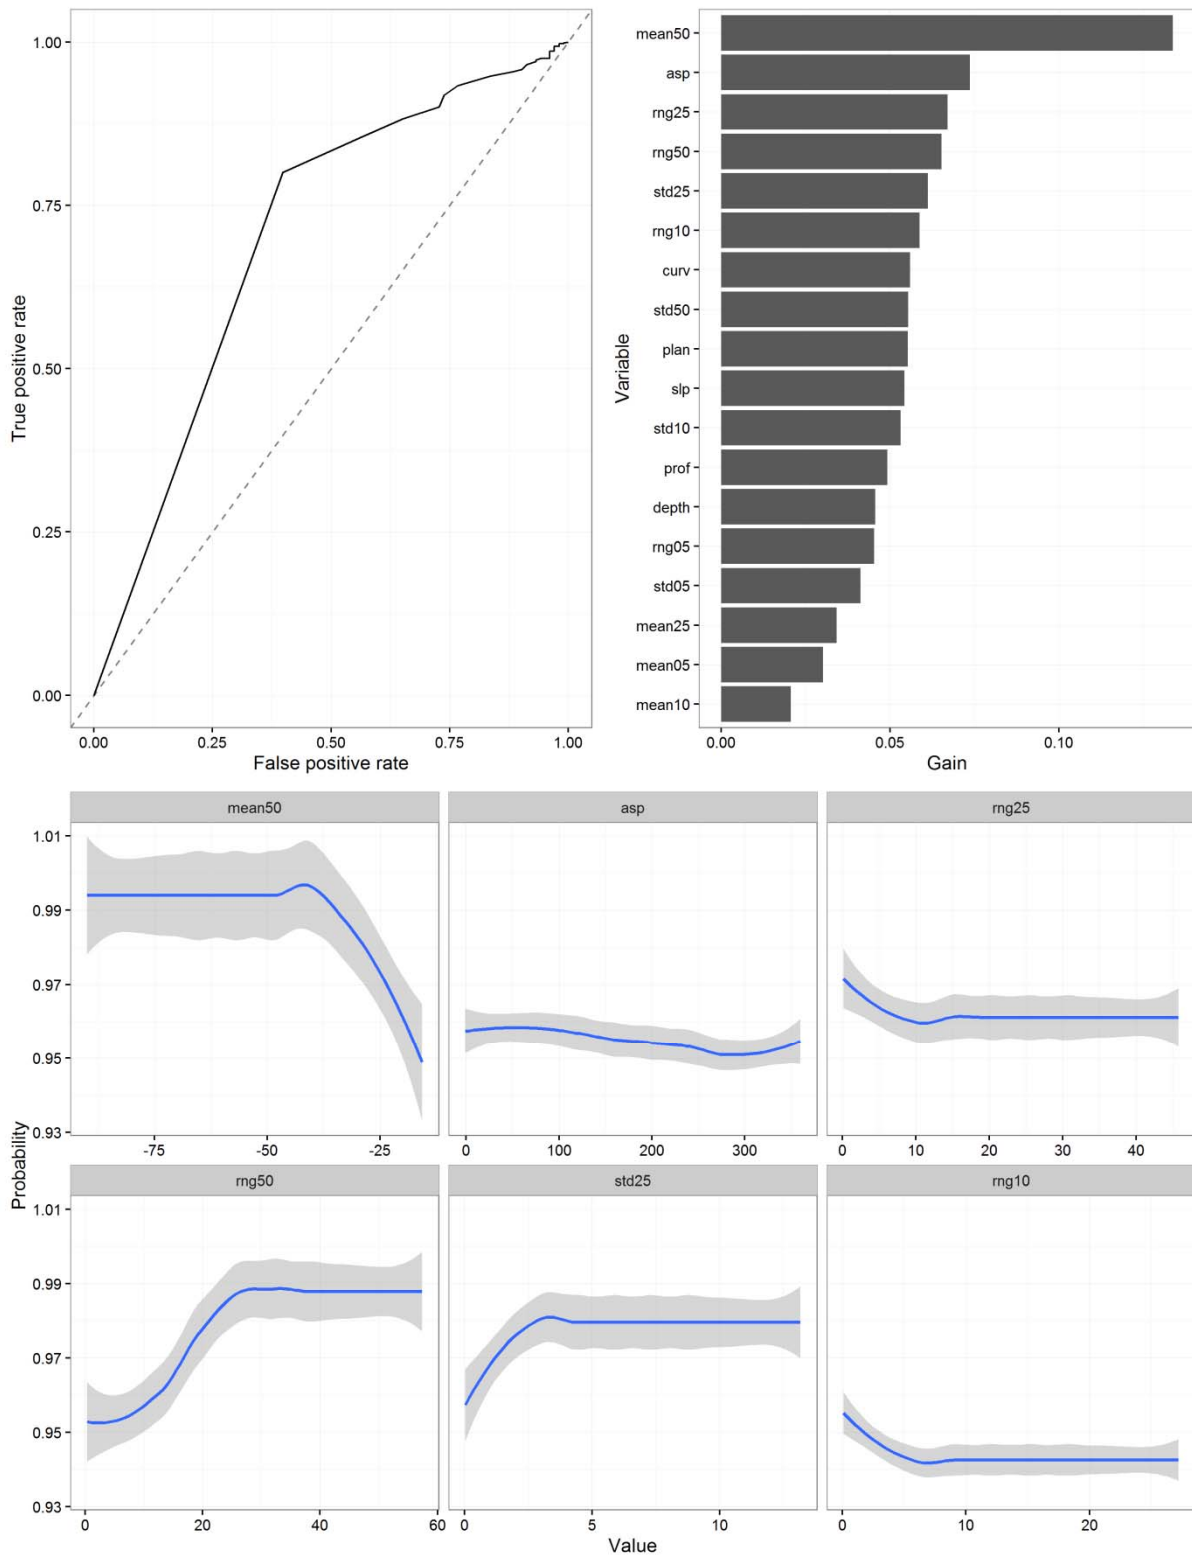 1.00
0.75
0.50
0.25
0.00
True positive rate
0.00 0.25 0.50 0.75 1.00
False positive rate
Variable
mean50
asp
rng25
rng50
std25
rng10
curv
std50
plan
slp
std10
prof
depth
rng05
std05
mean25
mean05
mean10
0.00 0.05 0.10
Gain
mean50 asp rng25
1.01
0.99
0.97
0.95
0.93
-75 -50 -25
0 100 200 300
0 10 20 30 40
Probability
rng50 std25 rng10
1.01
0.99
0.97
0.95
0.93
0 20 40 60
0 5 10
0 10 20
Value